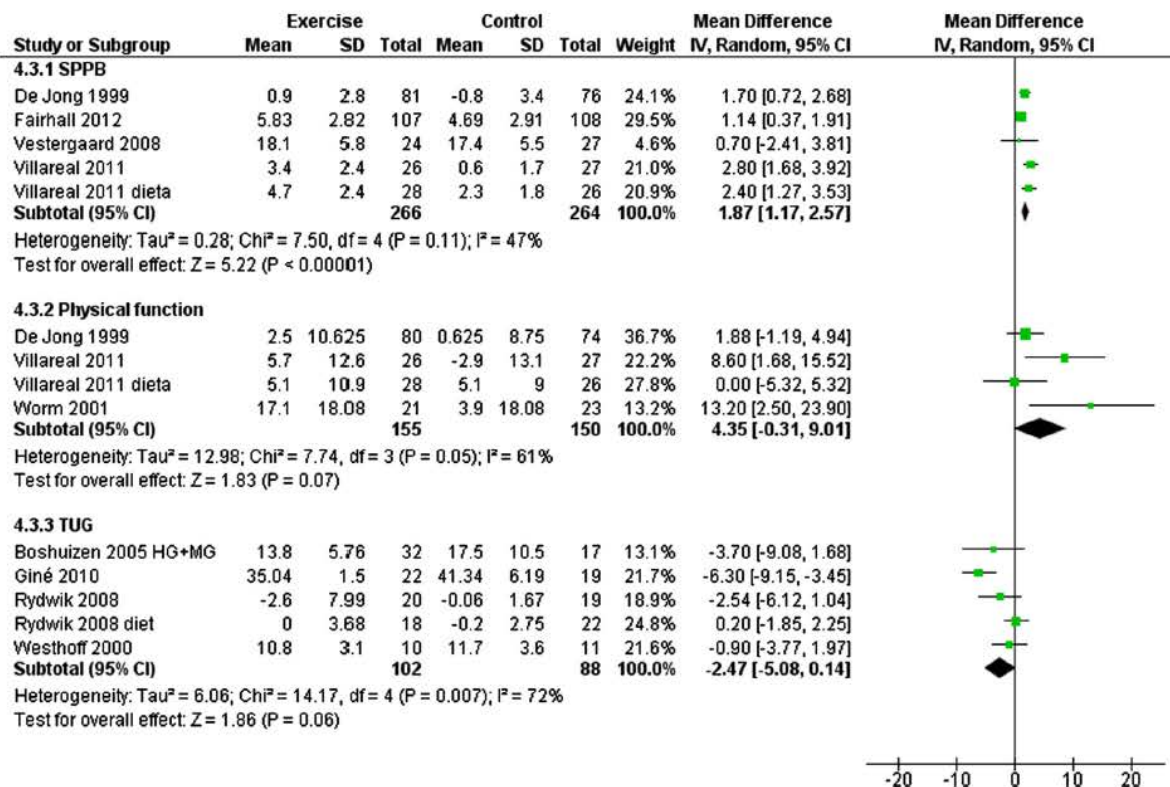 Exercise Control Mean Difference Mean Difference
Study or Subgroup Mean SD Total Mean SD Total Weight IV, Random, 95% CI IV, Random, 95% CI
4.3.1 SPPB
De Jong 1999 0.9 2.8 81 -0.8 3.4 76 24.1% 1.70 [0.72, 2.68]
Fairhall 2012 5.83 2.82 107 4.69 2.91 108 29.5% 1.14 [0.37, 1.91]
Vestergaard 2008 18.1 5.8 24 17.4 5.5 27 4.6% 0.70 [-2.41, 3.81]
Villareal 2011 3.4 2.4 26 0.6 1.7 27 21.0% 2.80 [1.68, 3.92]
Villareal 2011 dieta 4.7 2.4 28 2.3 1.8 26 20.9% 2.40 [1.27, 3.53]
Subtotal (95% CI) 266 264 100.0% 1.87 [1.17, 2.57]
Heterogeneity: Tau² = 0.28; Chi² = 7.50, df = 4 (P = 0.11); I² = 47%
Test for overall effect: Z = 5.22 (P < 0.00001)
4.3.2 Physical function
De Jong 1999 2.5 10.625 80 0.625 8.75 74 36.7% 1.88 [-1.19, 4.94]
Villareal 2011 5.7 12.6 26 -2.9 13.1 27 22.2% 8.60 [1.68, 15.52]
Villareal 2011 dieta 5.1 10.9 28 5.1 9 26 27.8% 0.00 [-5.32, 5.32]
Worm 2001 17.1 18.08 21 3.9 18.08 23 13.2% 13.20 [2.50, 23.90]
Subtotal (95% CI) 155 150 100.0% 4.35 [-0.31, 9.01]
Heterogeneity: Tau² = 12.98; Chi² = 7.74, df = 3 (P = 0.05); I² = 61%
Test for overall effect: Z = 1.83 (P = 0.07)
4.3.3 TUG
Boshuizen 2005 HG+MG 13.8 5.76 32 17.5 10.5 17 13.1% -3.70 [-9.08, 1.68]
Giné 2010 35.04 1.5 22 41.34 6.19 19 21.7% -6.30 [-9.15, -3.45]
Rydwik 2008 -2.6 7.99 20 -0.06 1.67 19 18.9% -2.54 [-6.12, 1.04]
Rydwik 2008 diet 0 3.68 18 -0.2 2.75 22 24.8% 0.20 [-1.85, 2.25]
Westhoff 2000 10.8 3.1 10 11.7 3.6 11 21.6% -0.90 [-3.77, 1.97]
Subtotal (95% CI) 102 88 100.0% -2.47 [-5.08, 0.14]
Heterogeneity: Tau² = 6.06; Chi² = 14.17, df = 4 (P = 0.007); I² = 72%
Test for overall effect: Z = 1.86 (P = 0.06)
-20 -10 0 10 20